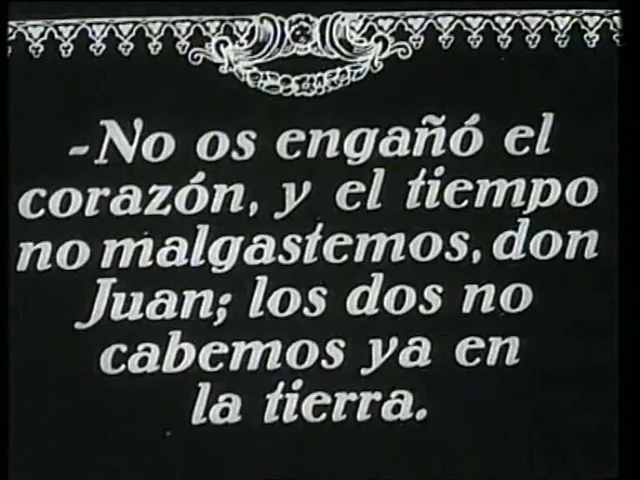 -No os engañó el
corazón, y el tiempo
no malgastemos, don
Juan; los dos no
cabemos ya en
la tierra.